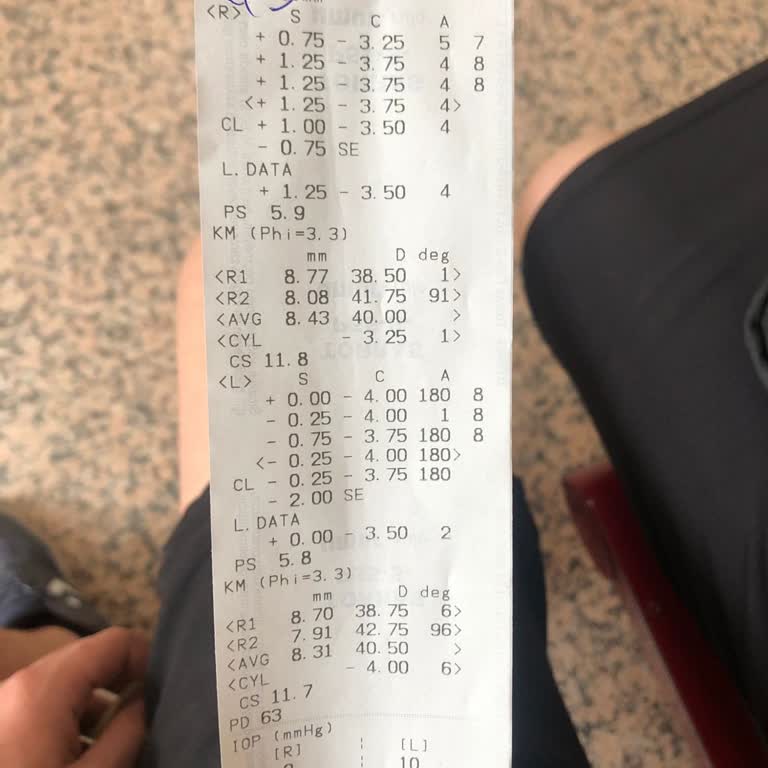 <R> S C A
+ 0.75 - 3.25 5 7
+ 1.25 - 3.75 4 8
+ 1.25 - 3.75 4 8
<+ 1.25 - 3.75 4>
CL + 1.00 - 3.50 4
- 0.75 SE
L.DATA
+ 1.25 - 3.50 4
PS 5.9
KM (Phi=3.3)
mm D deg
<R1 8.77 38.50 1>
<R2 8.08 41.75 91>
<AVG 8.43 40.00 >
<CYL - 3.25 1>
CS 11.8
<L> S C A
+ 0.00 - 4.00 180 8
- 0.25 - 4.00 1 8
- 0.75 - 3.75 180 8
<- 0.25 - 4.00 180>
CL - 0.25 - 3.75 180
- 2.00 SE
L.DATA
+ 0.00 - 3.50 2
PS 5.8
KM (Phi=3.3)
mm D deg
<R1 8.70 38.75 6>
<R2 7.91 42.75 96>
<AVG 8.31 40.50 >
<CYL - 4.00 6>
CS 11.7
PD 63
IOP (mmHg)
[R] ¦ [L]
¦ 10